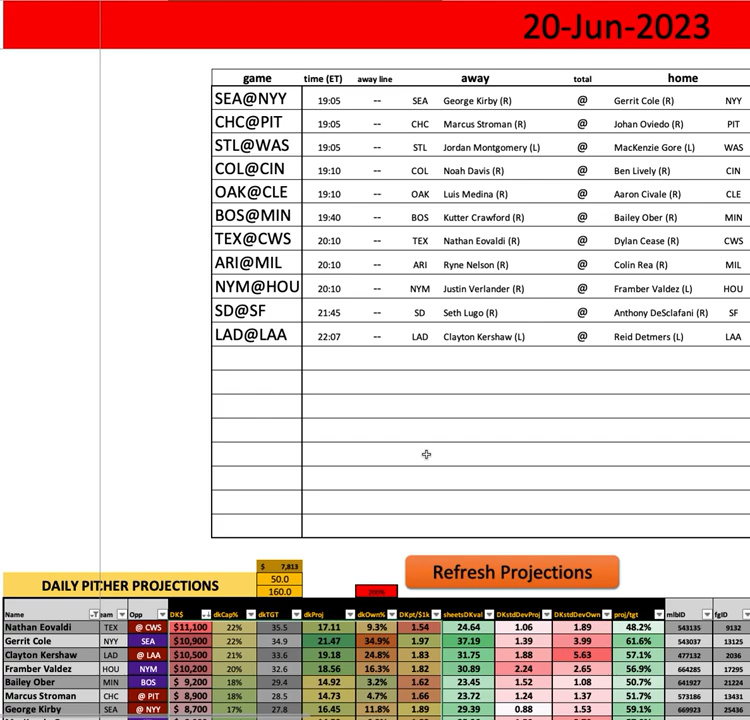 20-Jun-2023
game time (ET) away line away total home
SEA@NYY 19:05 -- SEA George Kirby (R) @ Gerrit Cole (R) NYY
CHC@PIT 19:05 -- CHC Marcus Stroman (R) @ Johan Oviedo (R) PIT
STL@WAS 19:05 -- STL Jordan Montgomery (L) @ MacKenzie Gore (L) WAS
COL@CIN 19:10 -- COL Noah Davis (R) @ Ben Lively (R) CIN
OAK@CLE 19:10 -- OAK Luis Medina (R) @ Aaron Civale (R) CLE
BOS@MIN 19:40 -- BOS Kutter Crawford (R) @ Bailey Ober (R) MIN
TEX@CWS 20:10 -- TEX Nathan Eovaldi (R) @ Dylan Cease (R) CWS
ARI@MIL 20:10 -- ARI Ryne Nelson (R) @ Colin Rea (R) MIL
NYM@HOU 20:10 -- NYM Justin Verlander (R) @ Framber Valdez (L) HOU
SD@SF 21:45 -- SD Seth Lugo (R) @ Anthony DeSclafani (R) SF
LAD@LAA 22:07 -- LAD Clayton Kershaw (L) @ Reid Detmers (L) LAA
$ 7,813
DAILY PITCHER PROJECTIONS 50.0 Refresh Projections
160.0
Name eam Opp DK$ dkCap% dkTGT dkProj dkOwn% DKpt/$1k sheetsDKval DKstdDevProj DKstdDevOwn proj/tgt mlbID fgID
Nathan Eovaldi TEX @ CWS $11,100 22% 35.5 17.11 9.3% 1.54 24.64 1.06 1.89 48.2% 543135 9132
Gerrit Cole NYY SEA $10,900 22% 34.9 21.47 34.9% 1.97 37.19 1.39 3.99 61.6% 543037 13125
Clayton Kershaw LAD @ LAA $10,500 21% 33.6 19.18 24.8% 1.83 31.75 1.88 5.63 57.1% 477132 2036
Framber Valdez HOU NYM $10,200 20% 32.6 18.56 16.3% 1.82 30.89 2.24 2.65 56.9% 664285 17295
Bailey Ober MIN BOS $ 9,200 18% 29.4 14.92 3.2% 1.62 23.45 1.52 1.08 50.7% 641927 21224
Marcus Stroman CHC @ PIT $ 8,900 18% 28.5 14.73 4.7% 1.66 23.72 1.24 1.37 51.7% 573186 13431
George Kirby SEA @ NYY $ 8,700 17% 27.8 16.45 11.8% 1.89 29.39 0.88 1.53 59.1% 669923 25436